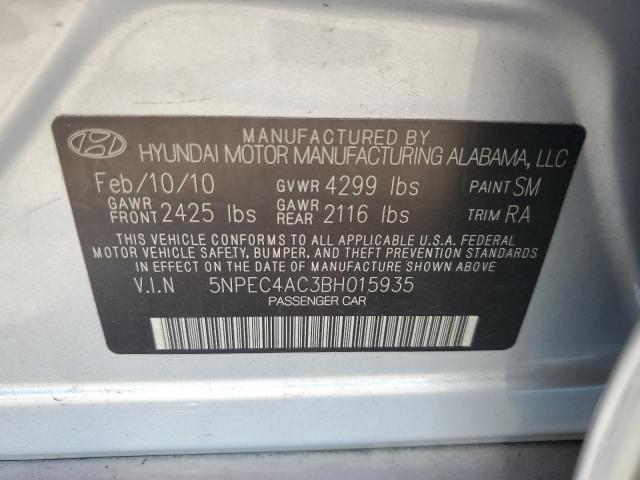 MANUFACTURED BY
HYUNDAI MOTOR MANUFACTURING ALABAMA, LLC
Feb/10/10 GVWR 4299 lbs PAINT SM
GAWR FRONT 2425 lbs GAWR REAR 2116 lbs TRIM RA
THIS VEHICLE CONFORMS TO ALL APPLICABLE U.S.A. FEDERAL
MOTOR VEHICLE SAFETY, BUMPER, AND THEFT PREVENTION STANDARDS
IN EFFECT ON THE DATE OF MANUFACTURE SHOWN ABOVE.
V.I.N 5NPEC4AC3BH015935
PASSENGER CAR